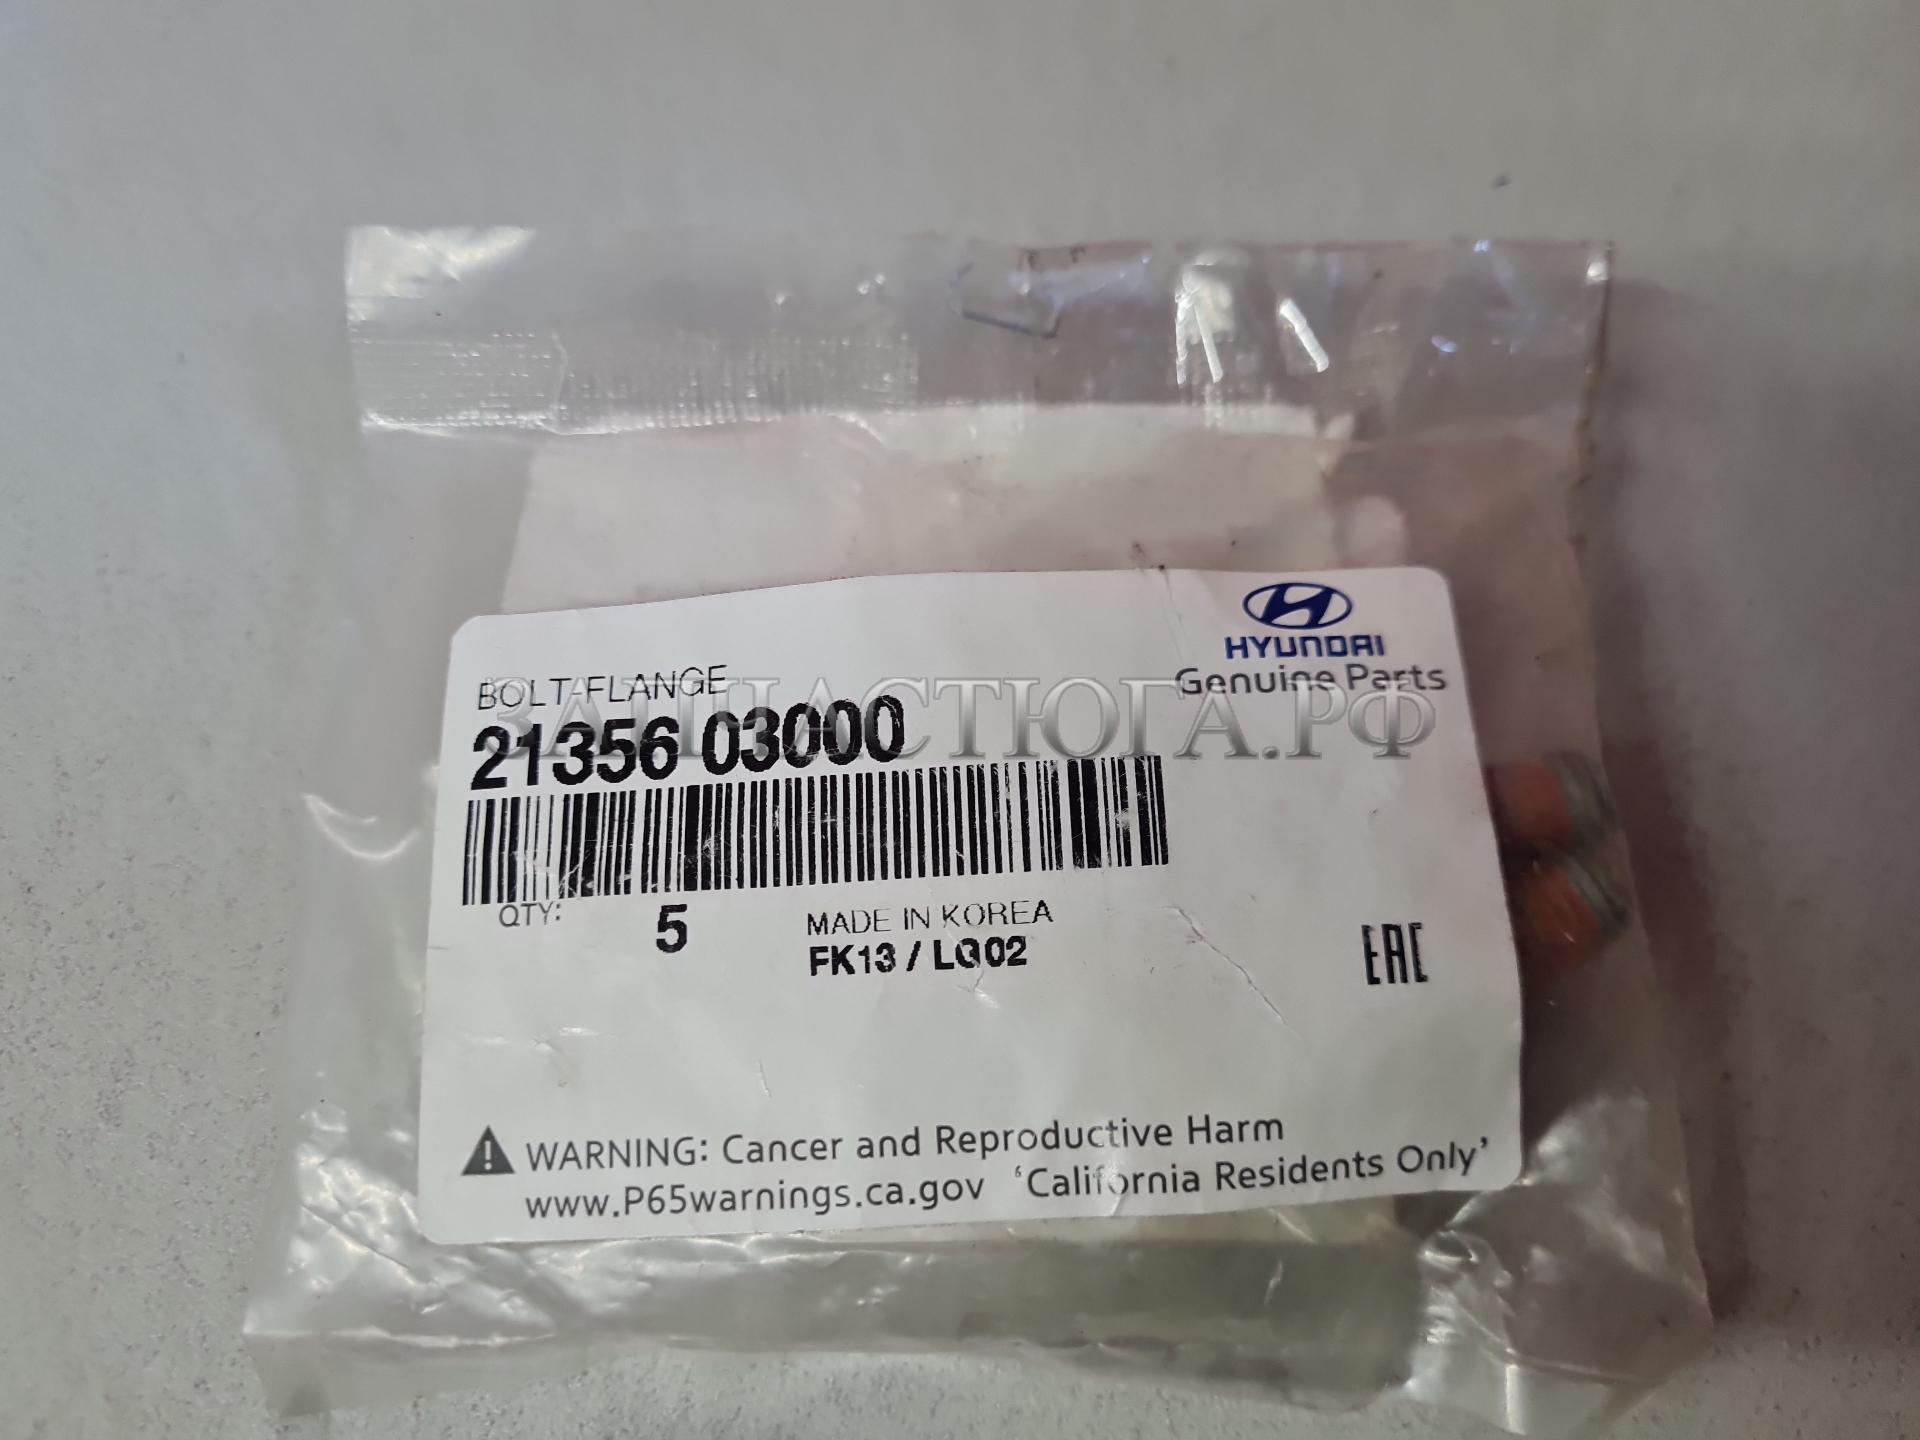 HYUNDAI
Genuine Parts
BOLT-FLANGE
ЗАПЧАСТЮГА.РФ
21356 03000
QTY: 5
MADE IN KOREA
FK13 / LQ02
EAC
WARNING: Cancer and Reproductive Harm
www.P65warnings.ca.gov 'California Residents Only'